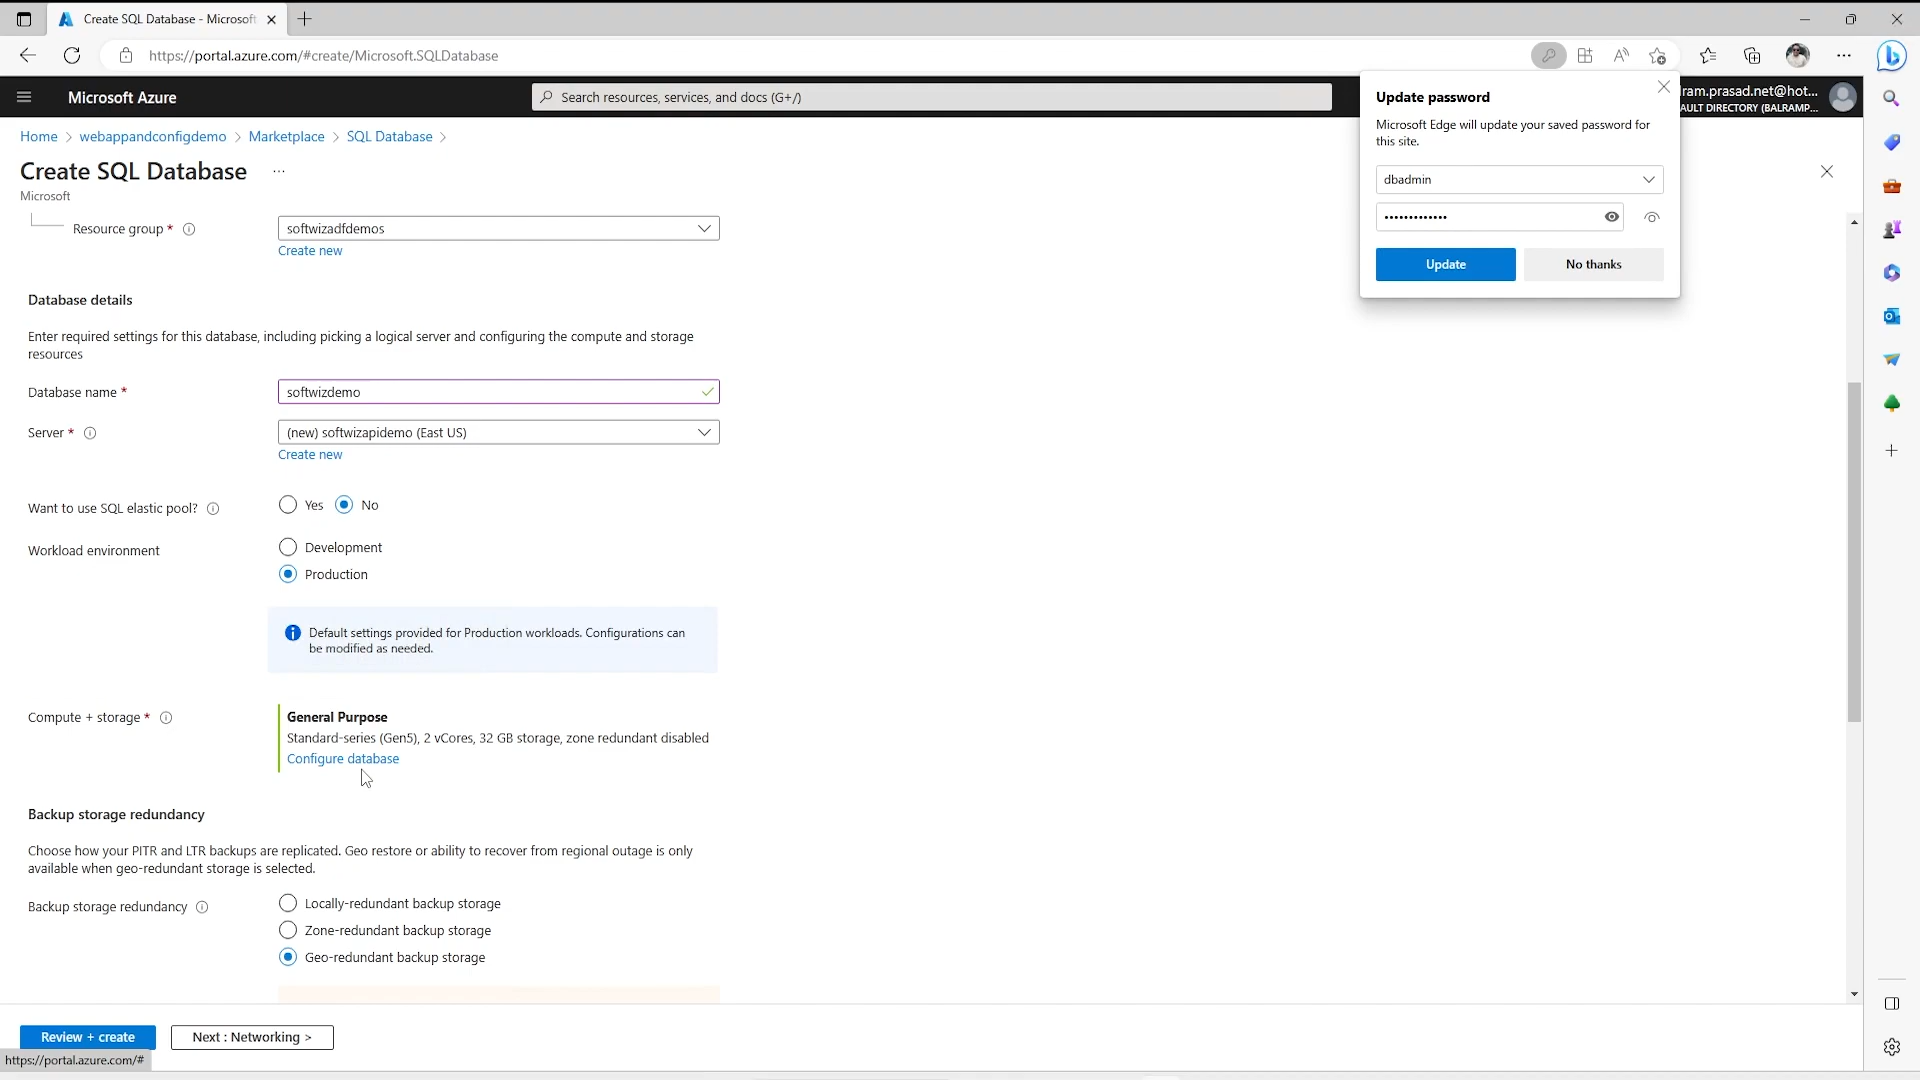 Create SQL Database - Microsoft
https://portal.azure.com/#create/Microsoft.SQLDatabase
Microsoft Azure
Search resources, services, and docs (G+/)
lram.prasad.net@hot...
AULT DIRECTORY (BALRAMP...
Update password
Microsoft Edge will update your saved password for
this site.
dbadmin
•••••••••••••
Update
No thanks
Home > webappandconfigdemo > Marketplace > SQL Database >
Create SQL Database ...
Microsoft
Resource group *
softwizadfdemos
Create new
Database details
Enter required settings for this database, including picking a logical server and configuring the compute and storage
resources
Database name *
softwizdemo
Server *
(new) softwizapidemo (East US)
Create new
Want to use SQL elastic pool?
Yes
No
Workload environment
Development
Production
Default settings provided for Production workloads. Configurations can
be modified as needed.
Compute + storage *
General Purpose
Standard-series (Gen5), 2 vCores, 32 GB storage, zone redundant disabled
Configure database
Backup storage redundancy
Choose how your PITR and LTR backups are replicated. Geo restore or ability to recover from regional outage is only
available when geo-redundant storage is selected.
Backup storage redundancy
Locally-redundant backup storage
Zone-redundant backup storage
Geo-redundant backup storage
Review + create
Next : Networking >
https://portal.azure.com/#